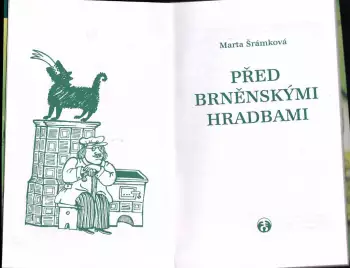 Marta Šrámková
PŘED
BRNĚNSKÝMI
HRADBAMI